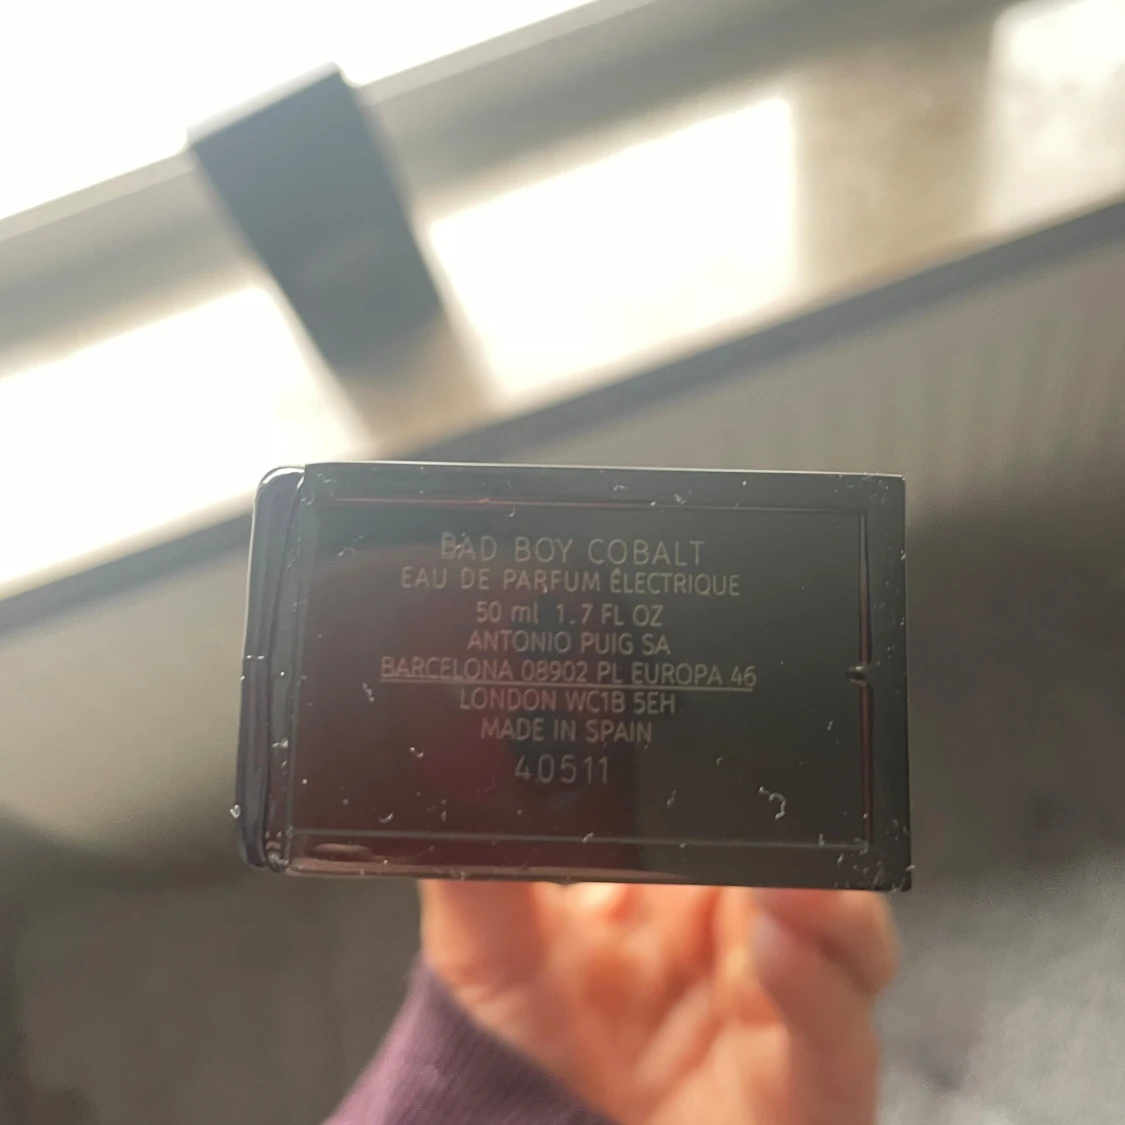 BAD BOY COBALT
EAU DE PARFUM ÉLECTRIQUE
50 ml 1.7 FL OZ
ANTONIO PUIG SA
BARCELONA 08902 PL EUROPA 46
LONDON WC1B 5EH
MADE IN SPAIN
40511